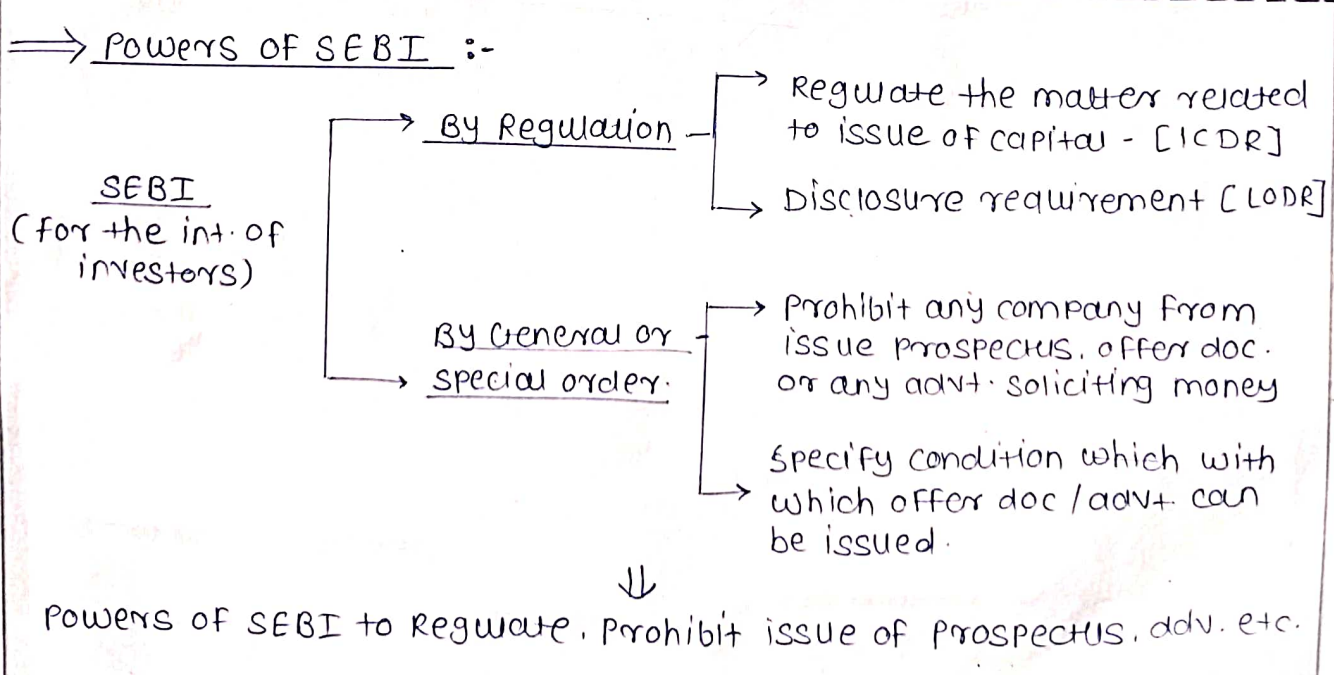 ⇒ Powers of SEBI :-
SEBI
(for the int. of
investors)
By Regulation
Regulate the matter related
to issue of capital - [ICDR]
Disclosure requirement [LODR]
By General or
special order.
Prohibit any company from
issue prospectus, offer doc.
or any advt. soliciting money
Specify condition which with
which offer doc / advt. can
be issued.
⇓
Powers of SEBI to Regulate, Prohibit issue of Prospectus, adv. etc.